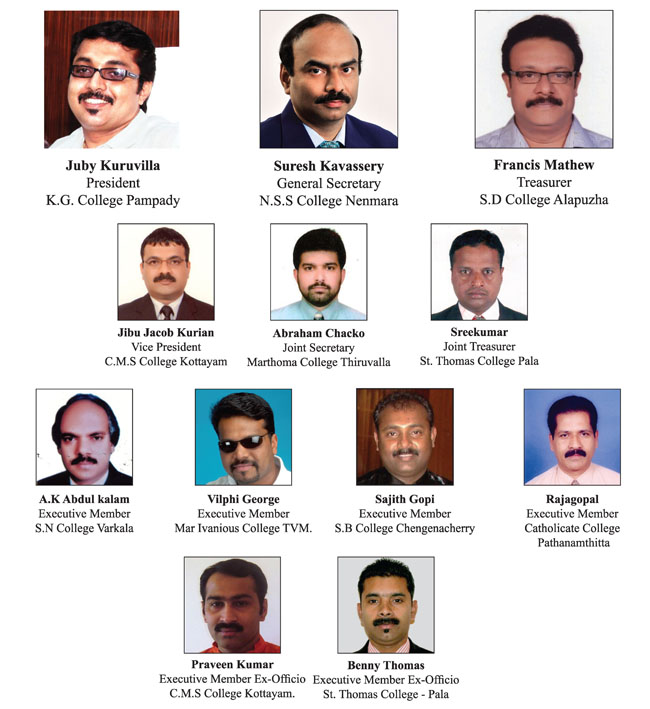 Juby Kuruvilla
President
K.G. College Pampady
Suresh Kavassery
General Secretary
N.S.S College Nenmara
Francis Mathew
Treasurer
S.D College Alapuzha
Jibu Jacob Kurian
Vice President
C.M.S College Kottayam
Abraham Chacko
Joint Secretary
Marthoma College Thiruvalla
Sreekumar
Joint Treasurer
St. Thomas College Pala
A.K Abdul kalam
Executive Member
S.N College Varkala
Vilphi George
Executive Member
Mar Ivanious College TVM.
Sajith Gopi
Executive Member
S.B College Chengenacherry
Rajagopal
Executive Member
Catholicate College
Pathanamthitta
Praveen Kumar
Executive Member Ex-Officio
C.M.S College Kottayam.
Benny Thomas
Executive Member Ex-Officio
St. Thomas College - Pala